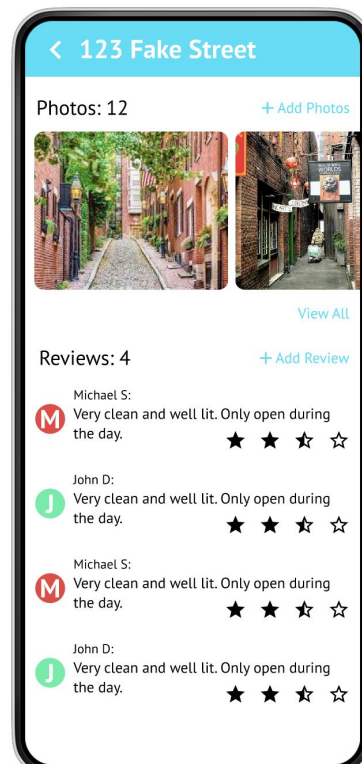 123 Fake Street
Photos: 12
+ Add Photos
WORLDS
View All
Reviews: 4
+ Add Review
Michael S:
M
Very clean and well lit. Only open during
the day.
John D:
J
Very clean and well lit. Only open during
the day.
Michael S:
M
Very clean and well lit. Only open during
the day.
John D:
J
Very clean and well lit. Only open during
the day.